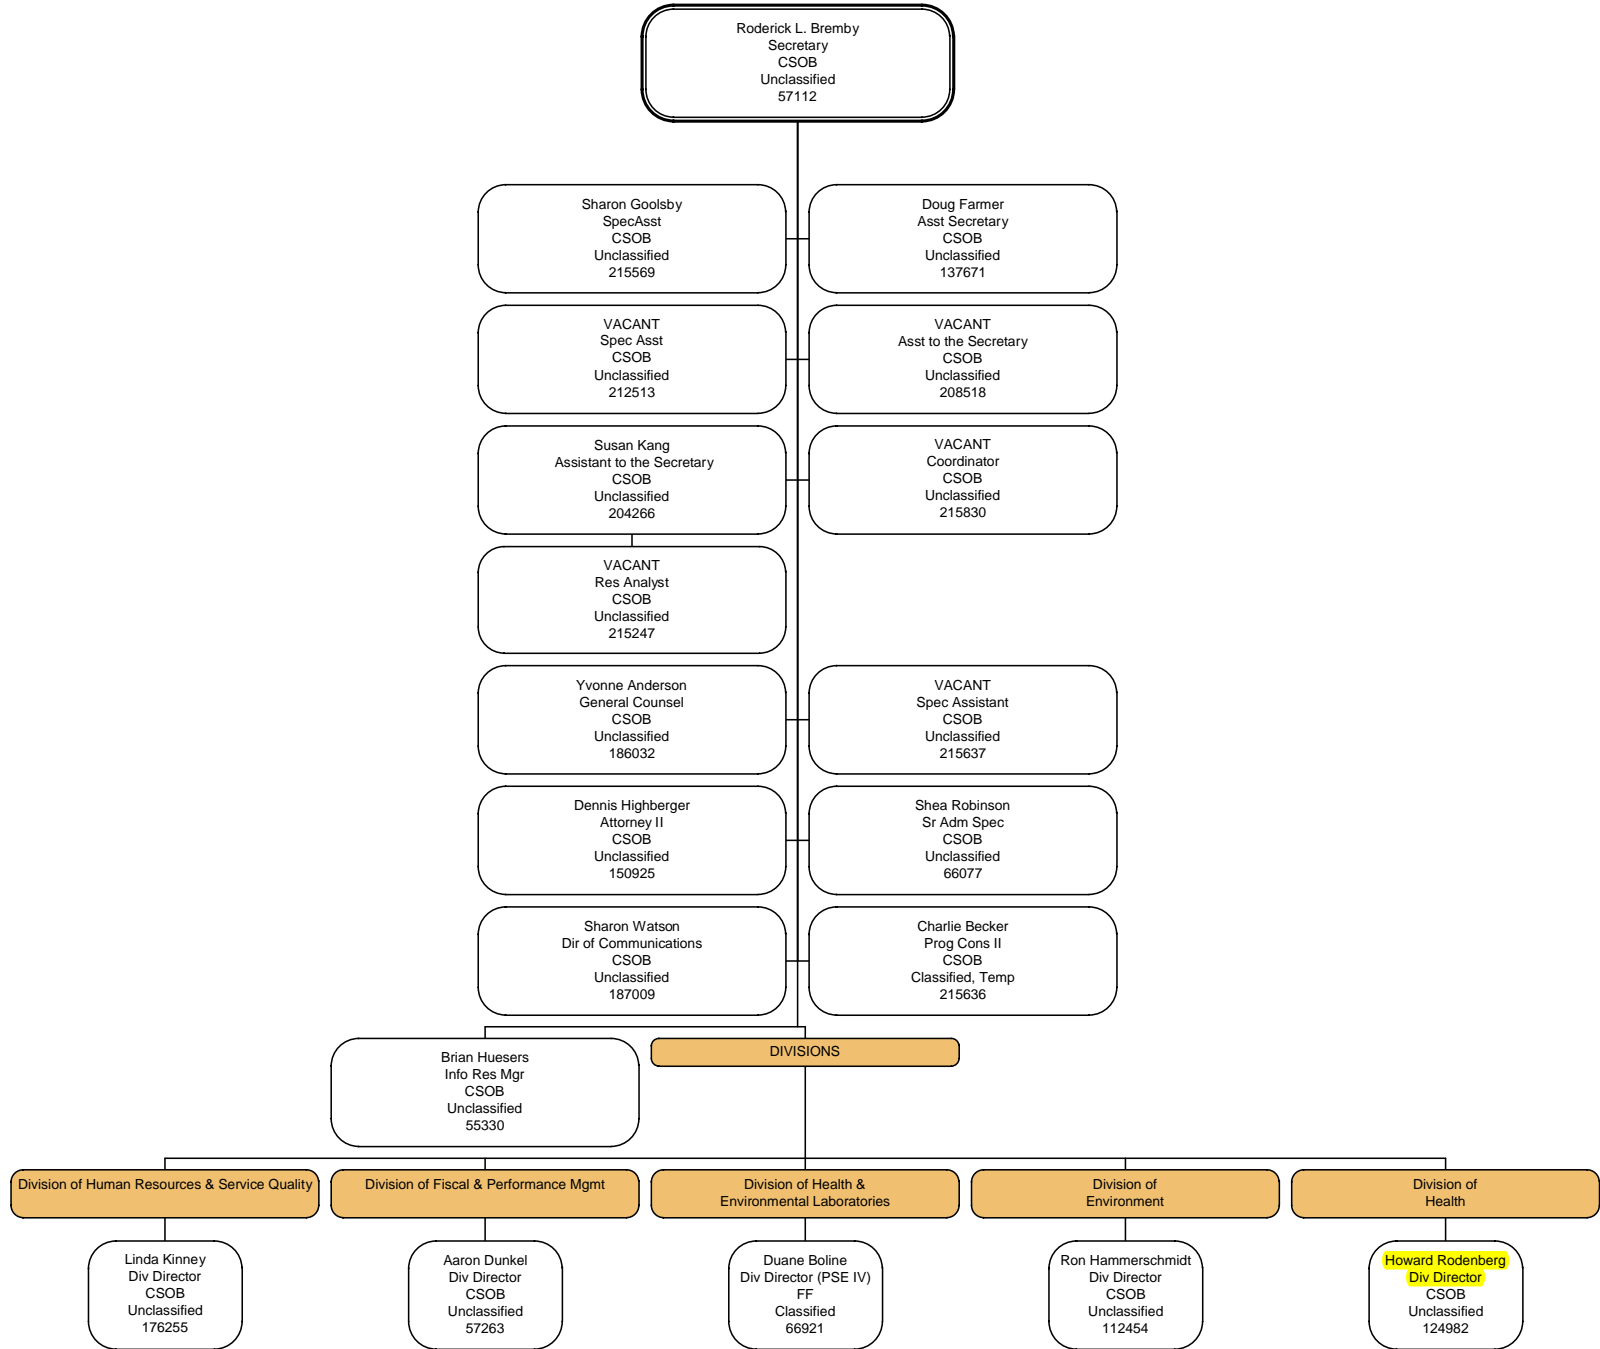 Roderick L. Bremby
Secretary
CSOB
Unclassified
57112
Sharon Goolsby
SpecAsst
CSOB
Unclassified
215569
Doug Farmer
Asst Secretary
CSOB
Unclassified
137671
VACANT
Spec Asst
CSOB
Unclassified
212513
VACANT
Asst to the Secretary
CSOB
Unclassified
208518
Susan Kang
Assistant to the Secretary
CSOB
Unclassified
204266
VACANT
Coordinator
CSOB
Unclassified
215830
VACANT
Res Analyst
CSOB
Unclassified
215247
Yvonne Anderson
General Counsel
CSOB
Unclassified
186032
VACANT
Spec Assistant
CSOB
Unclassified
215637
Dennis Highberger
Attorney II
CSOB
Unclassified
150925
Shea Robinson
Sr Adm Spec
CSOB
Unclassified
66077
Sharon Watson
Dir of Communications
CSOB
Unclassified
187009
Charlie Becker
Prog Cons II
CSOB
Classified, Temp
215636
Brian Huesers
Info Res Mgr
CSOB
Unclassified
55330
DIVISIONS
Division of Human Resources & Service Quality
Division of Fiscal & Performance Mgmt
Division of Health &
Environmental Laboratories
Division of
Environment
Division of
Health
Linda Kinney
Div Director
CSOB
Unclassified
176255
Aaron Dunkel
Div Director
CSOB
Unclassified
57263
Duane Boline
Div Director (PSE IV)
FF
Classified
66921
Ron Hammerschmidt
Div Director
CSOB
Unclassified
112454
Howard Rodenberg
Div Director
CSOB
Unclassified
124982